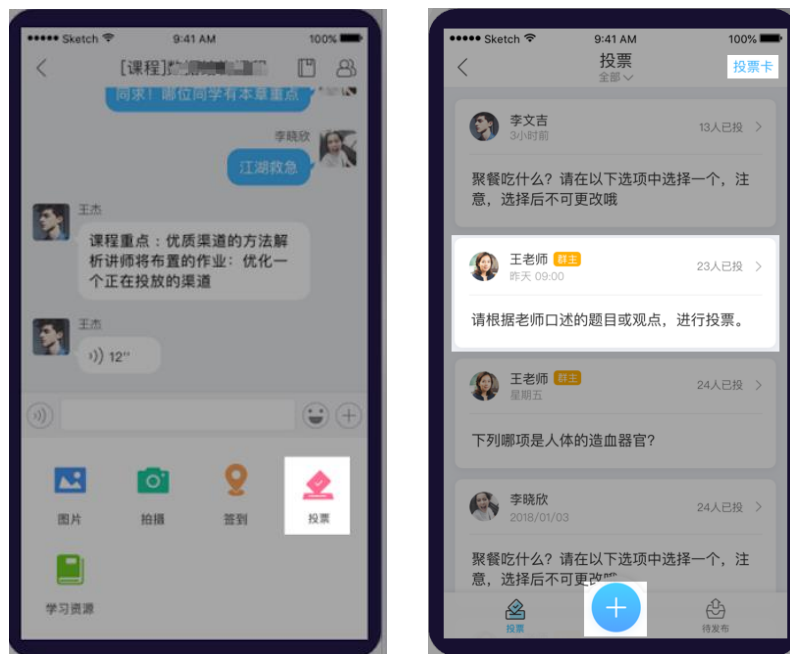 Sketch
9:41 AM
100%
[课程]
同求！哪位同学有本章重点
李晓欣
江湖救急
王杰
课程重点：优质渠道的方法解
析讲师将布置的作业：优化一
个正在投放的渠道
王杰
12"
图片
拍摄
签到
投票
学习资源
Sketch
9:41 AM
100%
投票
全部
投票卡
李文吉
3小时前
13人已投
聚餐吃什么？请在以下选项中选择一个，注
意，选择后不可更改哦
王老师 群主
昨天 09:00
23人已投
请根据老师口述的题目或观点，进行投票。
王老师 群主
星期五
24人已投
下列哪项是人体的造血器官？
李晓欣
2018/01/03
24人已投
聚餐吃什么？请在以下选项中选择一个，注
意，选择后不可更改哦
投票
待发布